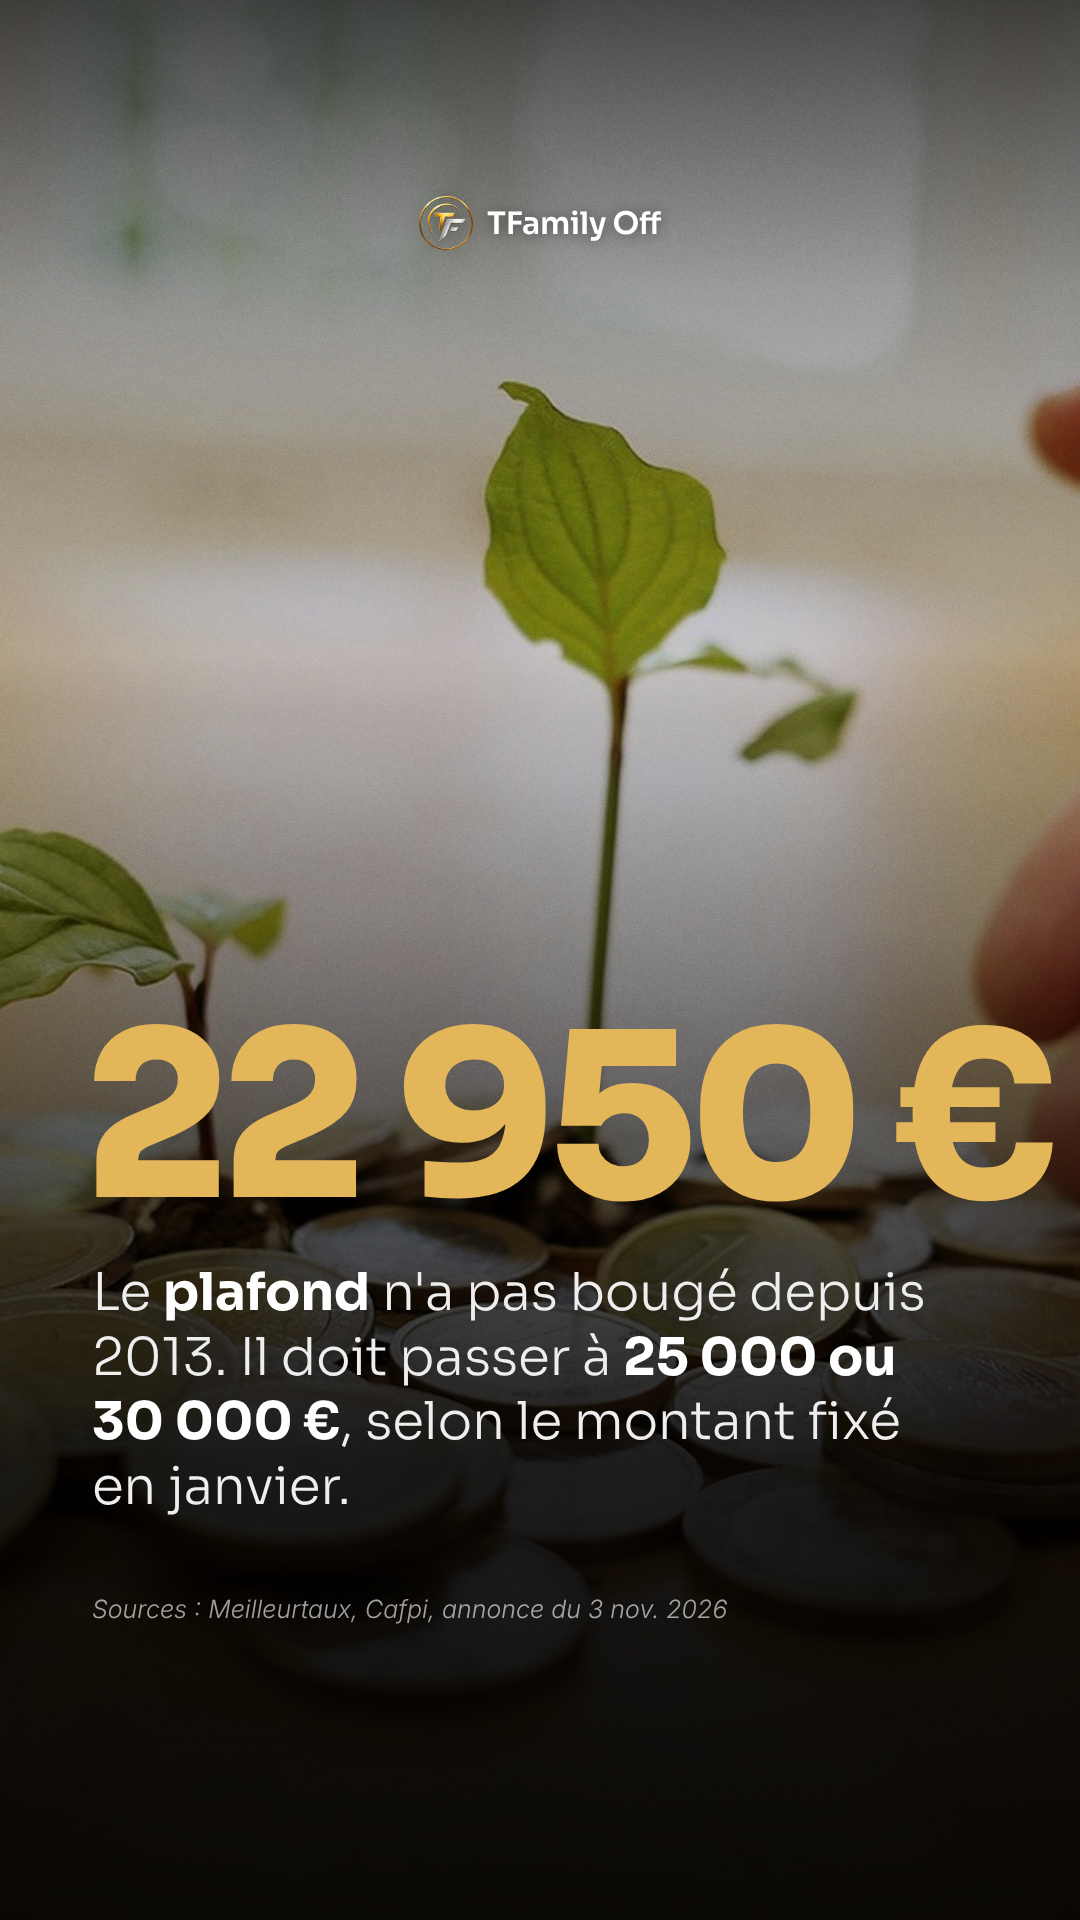 TFamily Off
22 950 €
Le plafond n'a pas bougé depuis
2013. Il doit passer à 25 000 ou
30 000 €, selon le montant fixé
en janvier.
Sources : Meilleurtaux, Cafpi, annonce du 3 nov. 2026